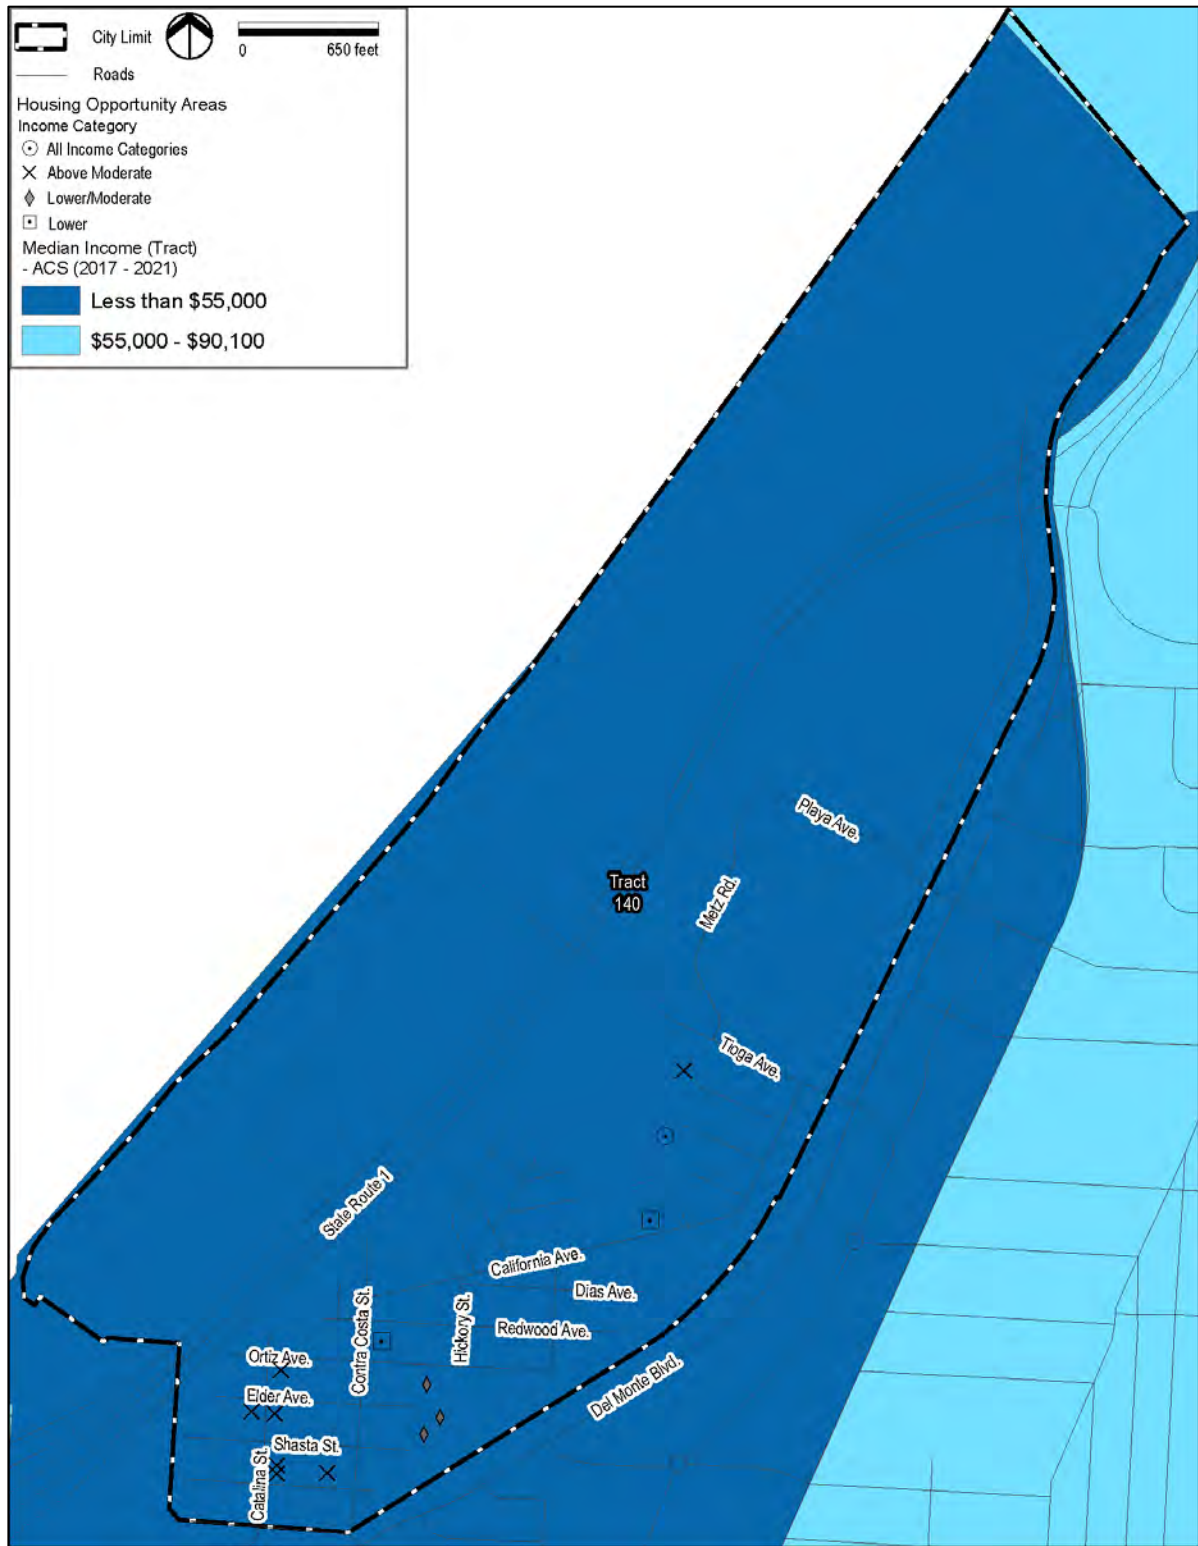 City Limit
0 650 feet
Roads
Housing Opportunity Areas
Income Category
All Income Categories
Above Moderate
Lower/Moderate
Lower
Median Income (Tract)
- ACS (2017 - 2021)
Less than $55,000
$55,000 - $90,100
Playa Ave.
Tract
140
Metz Rd.
Tioga Ave.
State Route 1
California Ave.
Dias Ave.
Contra Costa St.
Hickory St.
Redwood Ave.
Ortiz Ave.
Del Monte Blvd.
Elder Ave.
Shasta St.
Catalina St.